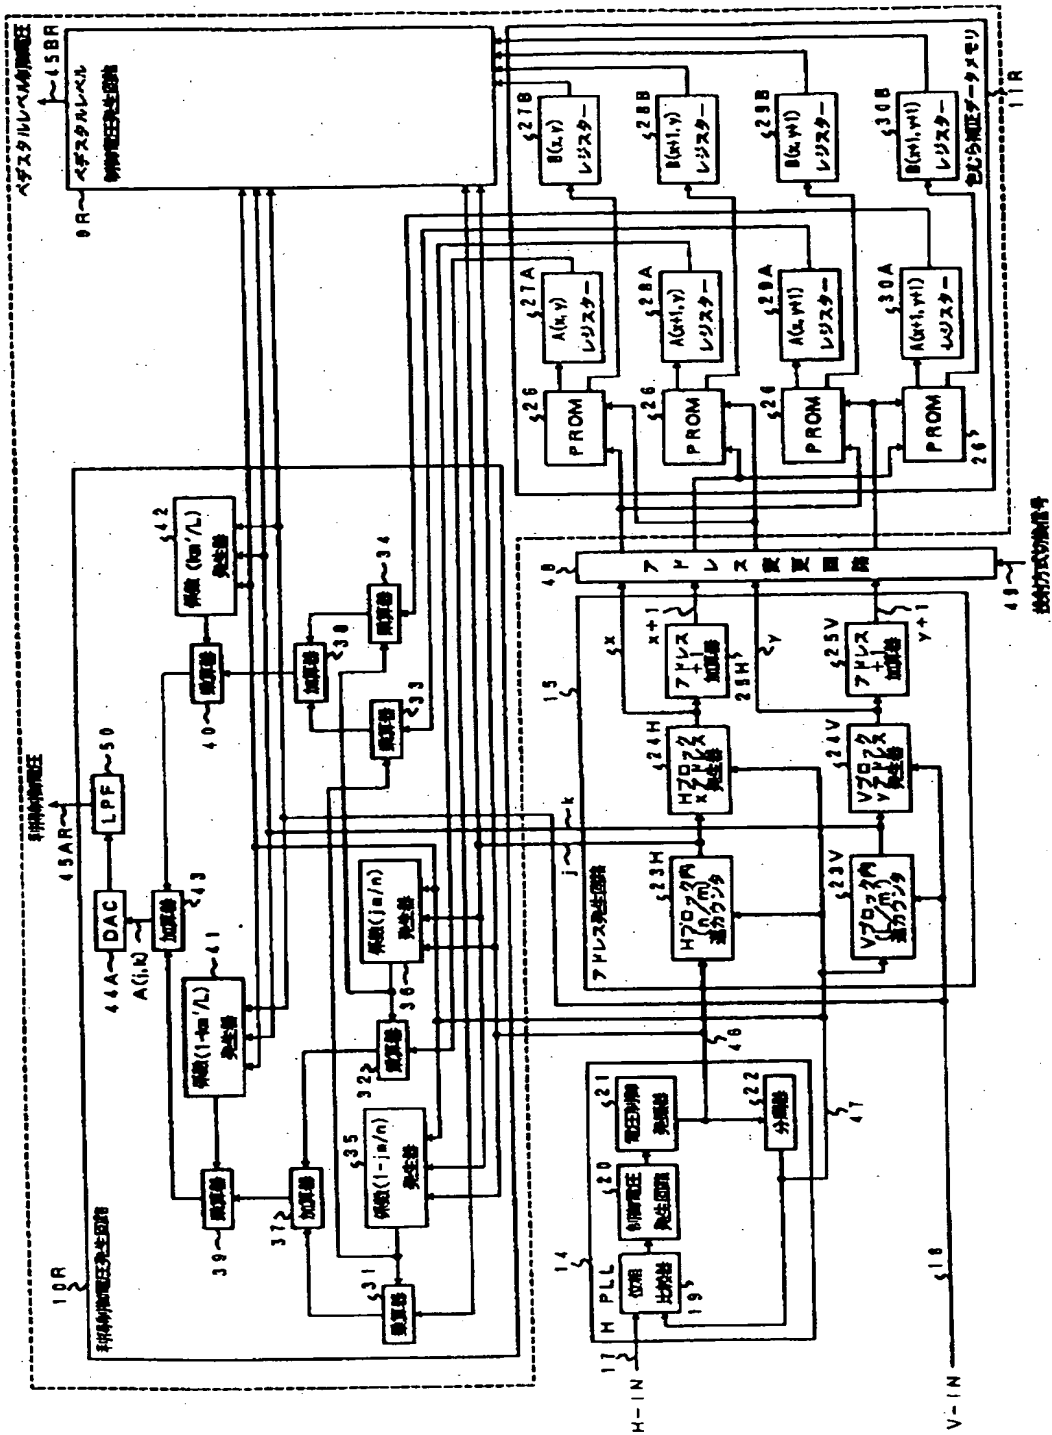 ペデスタルレベル制御電圧
45BR
9R
ペデスタルレベル
制御電圧発生回路
利得制御電圧
45AR
10R
利得制御電圧発生回路
LPF
50
DAC
44A
A(j,k)
加算器
43
係数(km'/L)
発生器
42
係数(1-km'/L)
発生器
41
乗算器
40
乗算器
39
加算器
38
加算器
37
乗算器
34
乗算器
33
乗算器
32
乗算器
31
係数(jm/n)
発生器
36
係数(1-jm/n)
発生器
35
B(x,y)
レジスター
27B
B(x+1,y)
レジスター
28B
B(x,y+1)
レジスター
29B
B(x+1,y+1)
レジスター
30B
色むら補正データメモリ
11R
A(x,y)
レジスター
27A
A(x+1,y)
レジスター
28A
A(x,y+1)
レジスター
29A
A(x+1,y+1)
レジスター
30A
PROM
26
PROM
26
PROM
26
PROM
26
48
アドレス変更回路
49
投射方式切換信号
15
アドレス発生回路
x
x+1
y
y+1
アドレス
+1
加算器
25H
アドレス
+1
加算器
25V
Hブロック
xアドレス
発生器
24H
Vブロック
yアドレス
発生器
24V
j
k
Hブロック内
(n/m)
進カウンタ
23H
Vブロック内
(L/m')
進カウンタ
23V
46
47
14
H PLL
電圧制御
発振器
21
分周器
22
制御電圧
発生回路
20
位相
比較器
19
17
H-IN
18
V-IN